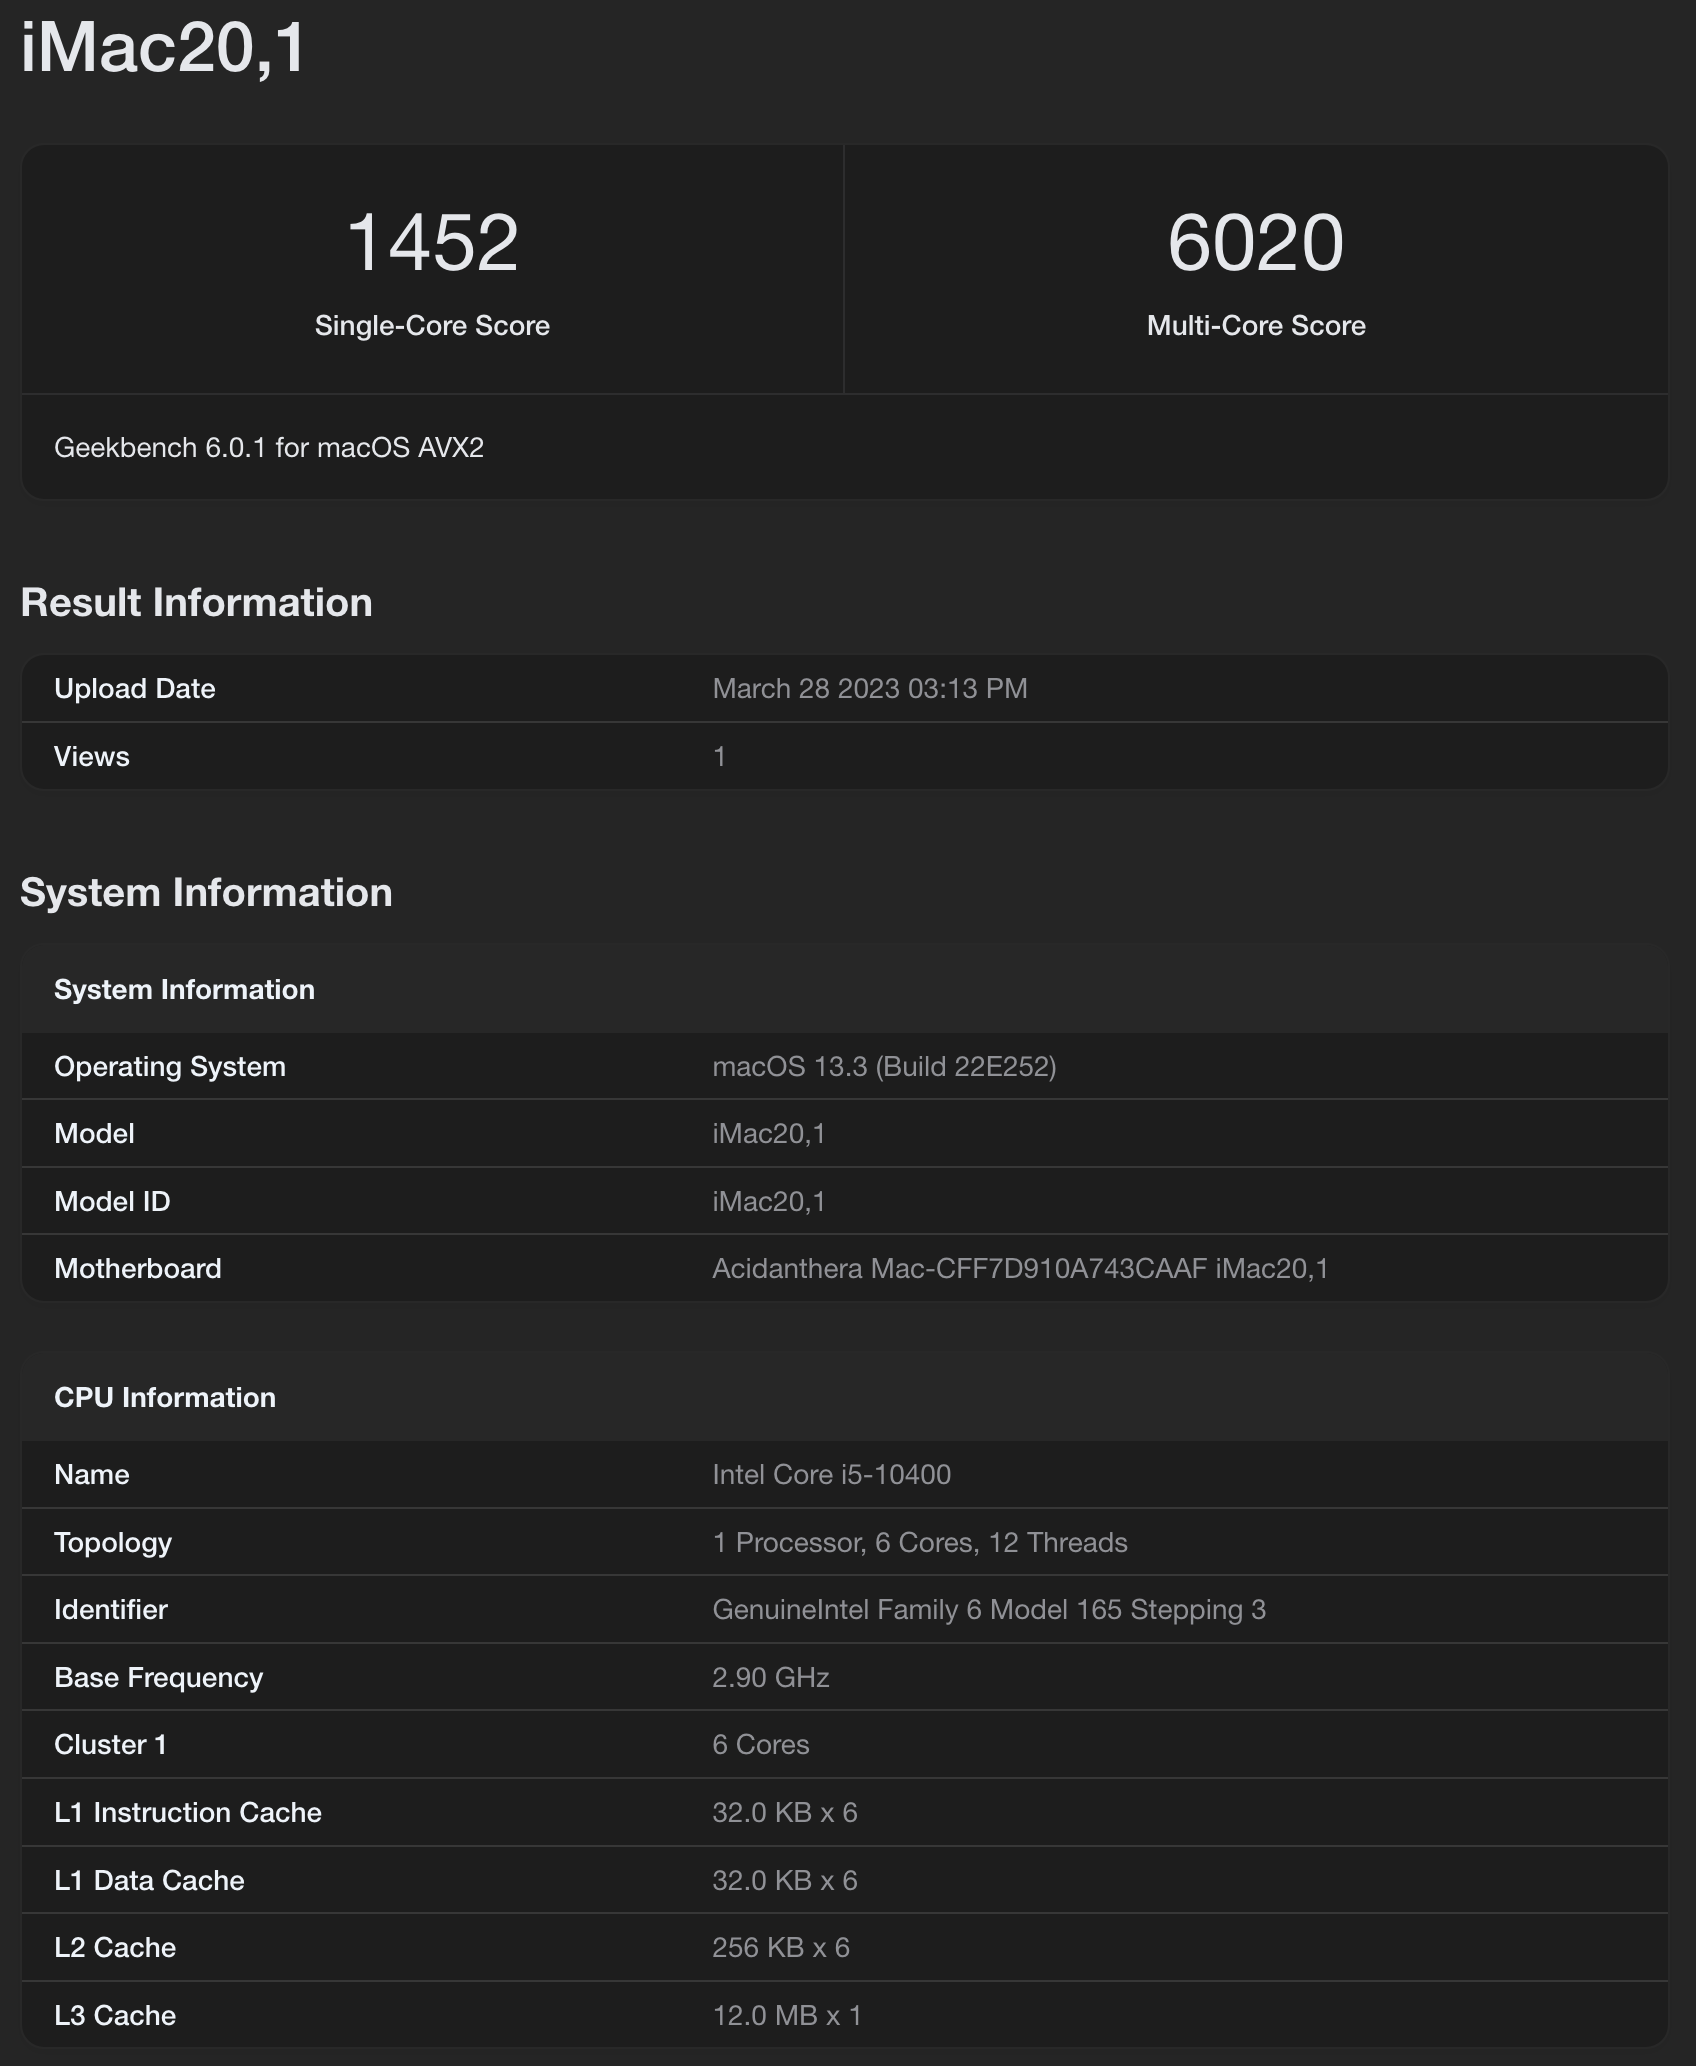 iMac20,1
1452
Single-Core Score
6020
Multi-Core Score
Geekbench 6.0.1 for macOS AVX2
Result Information
Upload Date March 28 2023 03:13 PM
Views 1
System Information
System Information
Operating System macOS 13.3 (Build 22E252)
Model iMac20,1
Model ID iMac20,1
Motherboard Acidanthera Mac-CFF7D910A743CAAF iMac20,1
CPU Information
Name Intel Core i5-10400
Topology 1 Processor, 6 Cores, 12 Threads
Identifier GenuineIntel Family 6 Model 165 Stepping 3
Base Frequency 2.90 GHz
Cluster 1 6 Cores
L1 Instruction Cache 32.0 KB x 6
L1 Data Cache 32.0 KB x 6
L2 Cache 256 KB x 6
L3 Cache 12.0 MB x 1